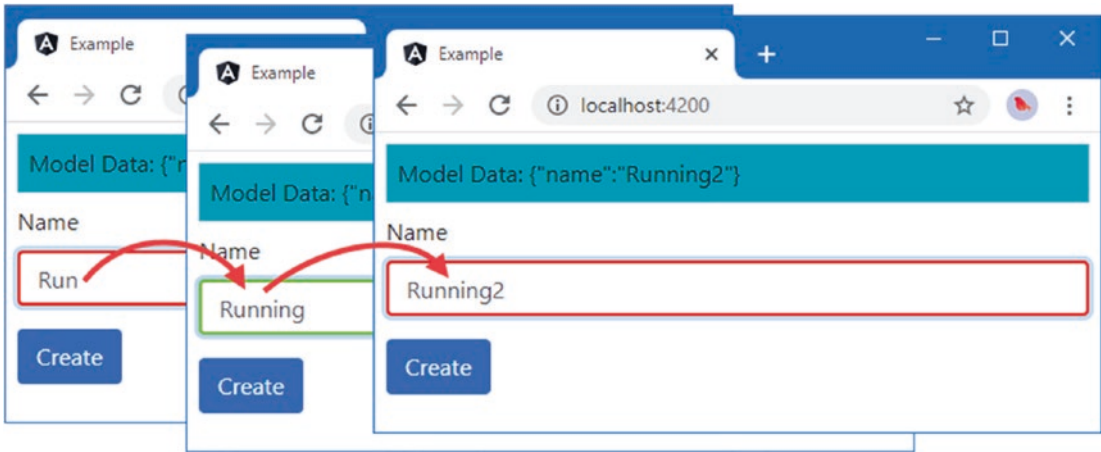 Example
Model Data: {"n
Name
Run
Create
Example
Model Data: {"n
Name
Running
Create
Example
localhost:4200
Model Data: {"name":"Running2"}
Name
Running2
Create